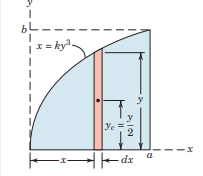 y
b
x = ky³
y
y_c = y/2
x
dx
a
x